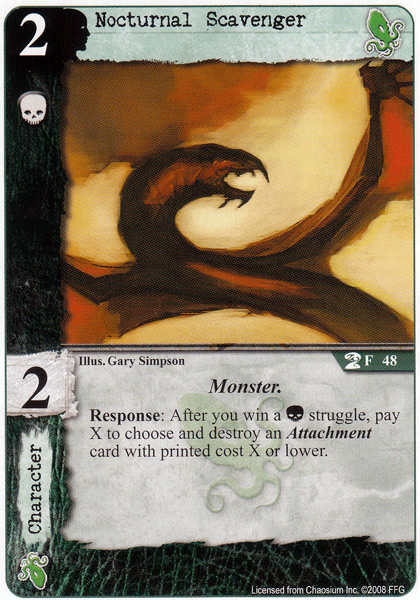 2
Nocturnal Scavenger
Illus. Gary Simpson
F 48
2
Monster.
Response: After you win a struggle, pay
X to choose and destroy an Attachment
card with printed cost X or lower.
Character
Licensed from Chaosium Inc. ©2008 FFG